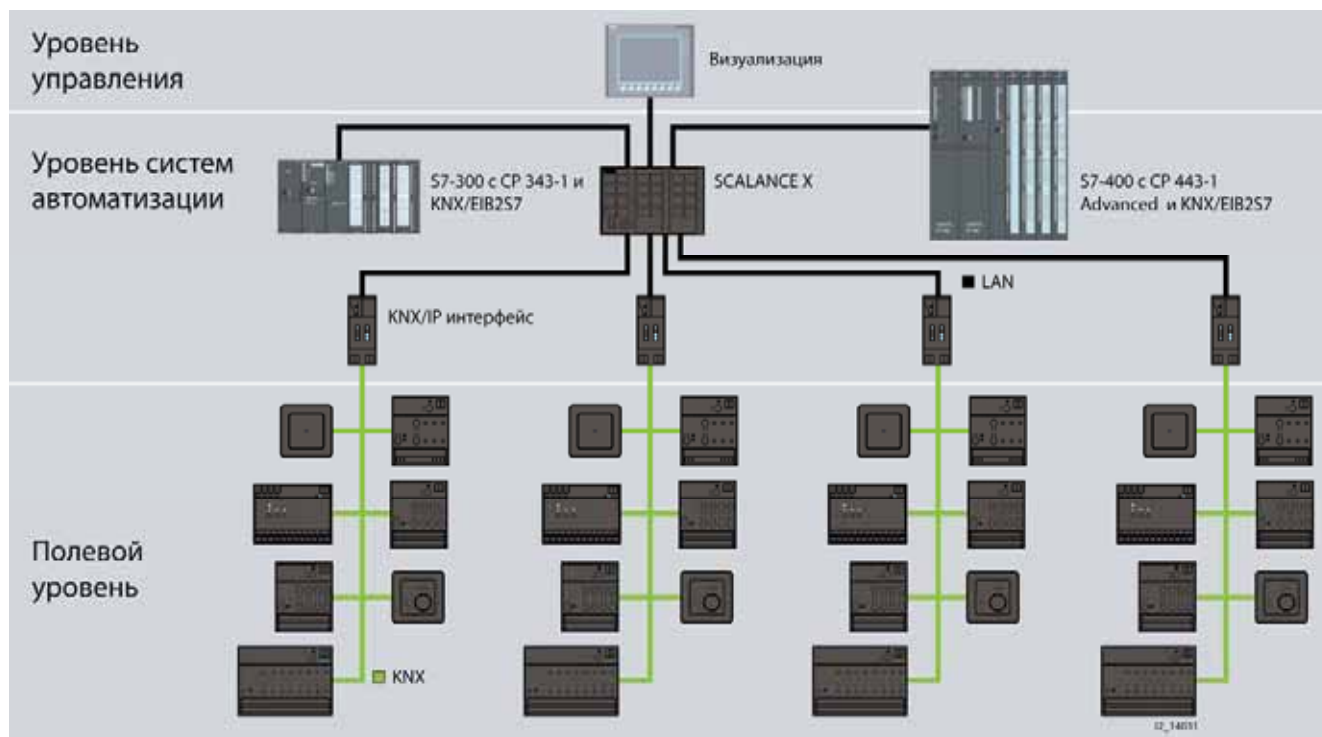 Уровень
управления
Визуализация
Уровень систем
автоматизации
S7-300 с CP 343-1 и
KNX/EIB2S7
SCALANCE X
S7-400 с CP 443-1
Advanced и KNX/EIB2S7
LAN
KNX/IP интерфейс
Полевой
уровень
KNX
I2_14031